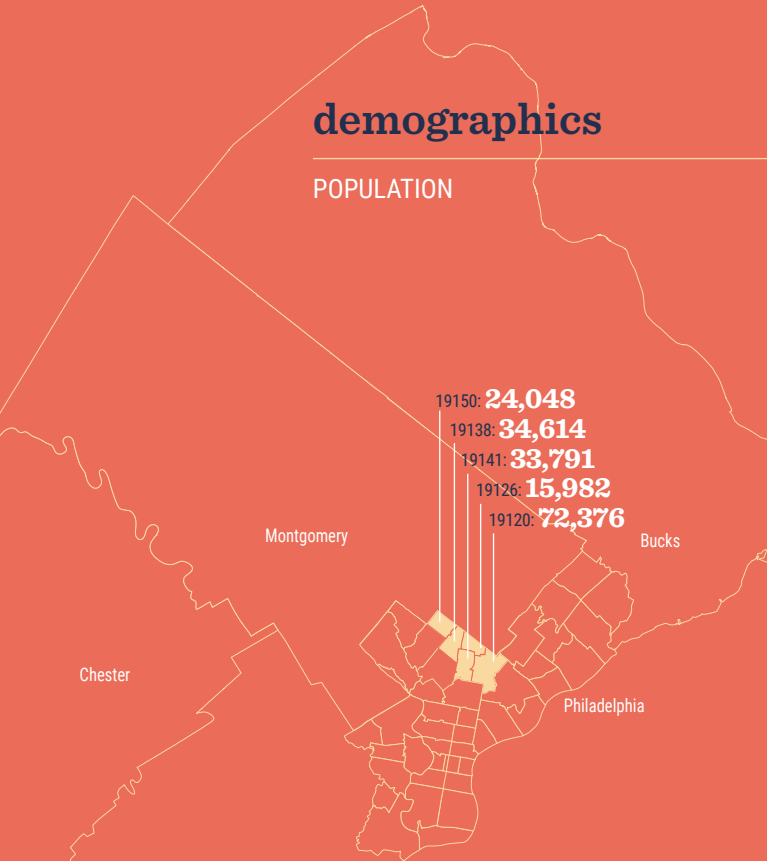 demographics
POPULATION
19150: 24,048
19138: 34,614
19141: 33,791
19126: 15,982
19120: 72,376
Montgomery
Bucks
Chester
Philadelphia